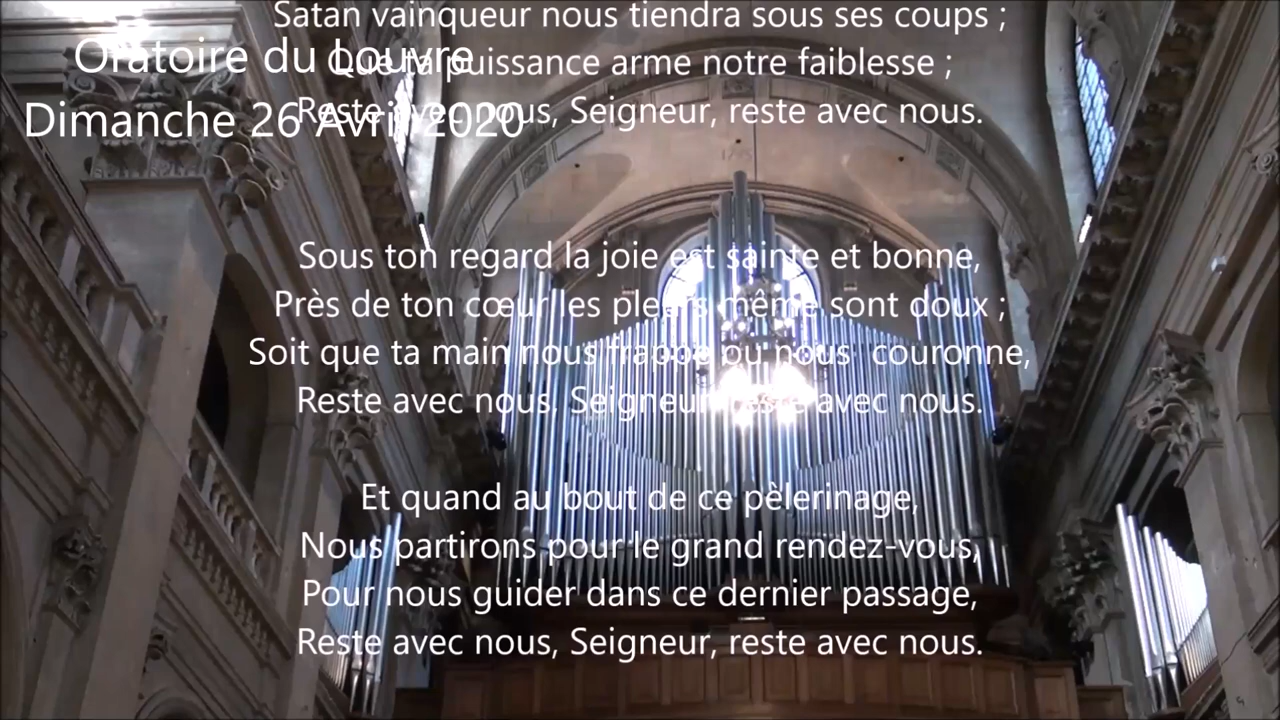 Satan vainqueur nous tiendra sous ses coups ;
Oratoire du Louvre
Que ta puissance arme notre faiblesse ;
Dimanche 26 Avril 2020
Reste avec nous, Seigneur, reste avec nous.
Sous ton regard la joie est sainte et bonne,
Près de ton cœur les pleurs même sont doux ;
Soit que ta main nous frappe ou nous couronne,
Reste avec nous, Seigneur, reste avec nous.
Et quand au bout de ce pèlerinage,
Nous partirons pour le grand rendez-vous,
Pour nous guider dans ce dernier passage,
Reste avec nous, Seigneur, reste avec nous.